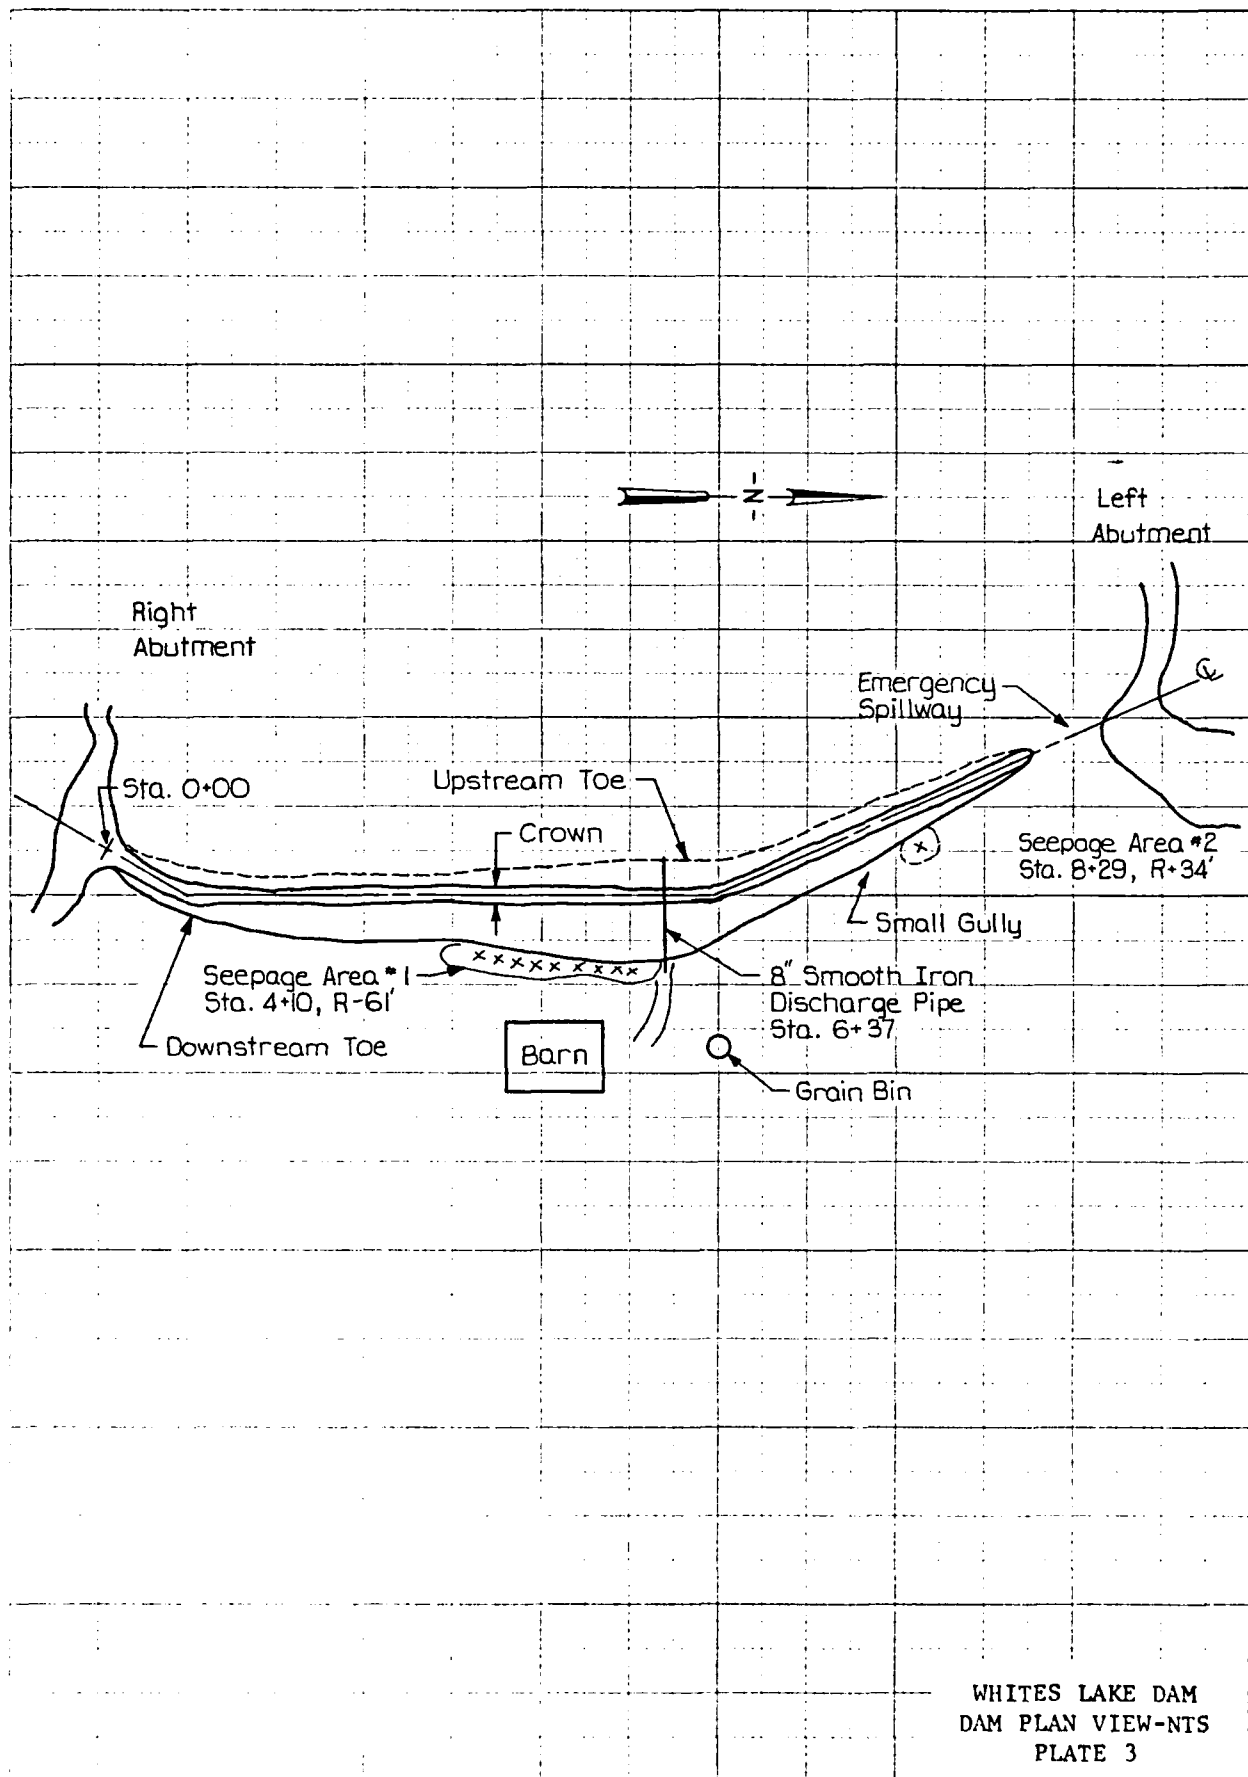 -N-
Left
Abutment
Right
Abutment
Emergency
Spillway
℄
Sta. 0+00
Upstream Toe
Crown
Seepage Area #2
Sta. 8+29, R+34'
Small Gully
Seepage Area #1
Sta. 4+10, R-61'
8" Smooth Iron
Discharge Pipe
Sta. 6+37
Downstream Toe
Barn
Grain Bin
WHITES LAKE DAM
DAM PLAN VIEW-NTS
PLATE 3